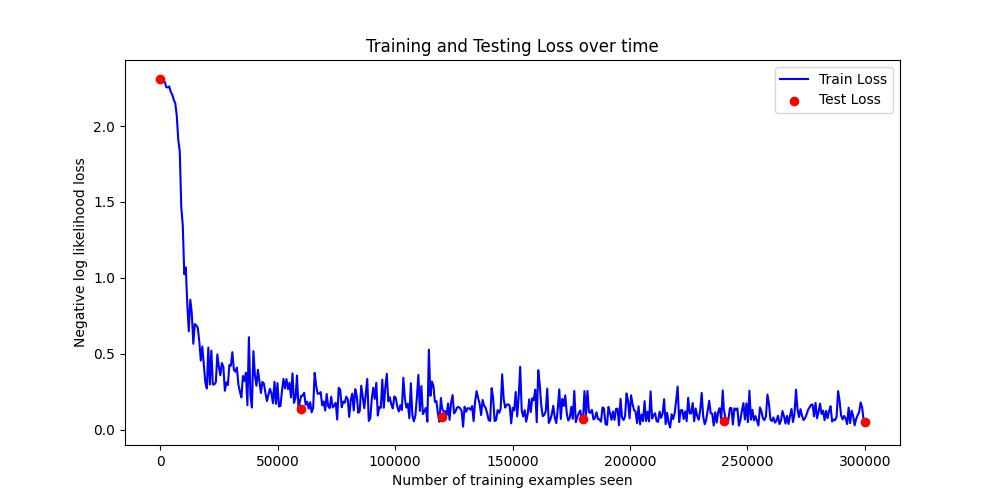 Training and Testing Loss over time
Train Loss
Test Loss
Negative log likelihood loss
2.0
1.5
1.0
0.5
0.0
0 50000 100000 150000 200000 250000 300000
Number of training examples seen